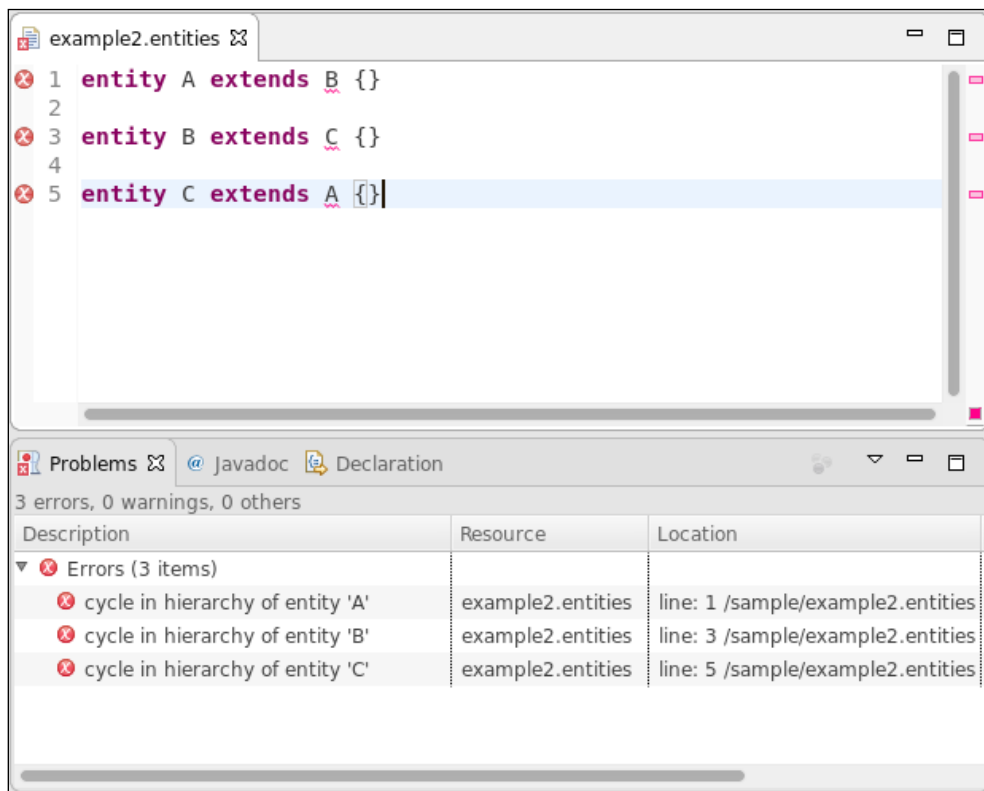 example2.entities
1 entity A extends B {}
2
3 entity B extends C {}
4
5 entity C extends A {}
Problems @ Javadoc Declaration
3 errors, 0 warnings, 0 others
Description Resource Location
Errors (3 items)
cycle in hierarchy of entity 'A' example2.entities line: 1 /sample/example2.entities
cycle in hierarchy of entity 'B' example2.entities line: 3 /sample/example2.entities
cycle in hierarchy of entity 'C' example2.entities line: 5 /sample/example2.entities